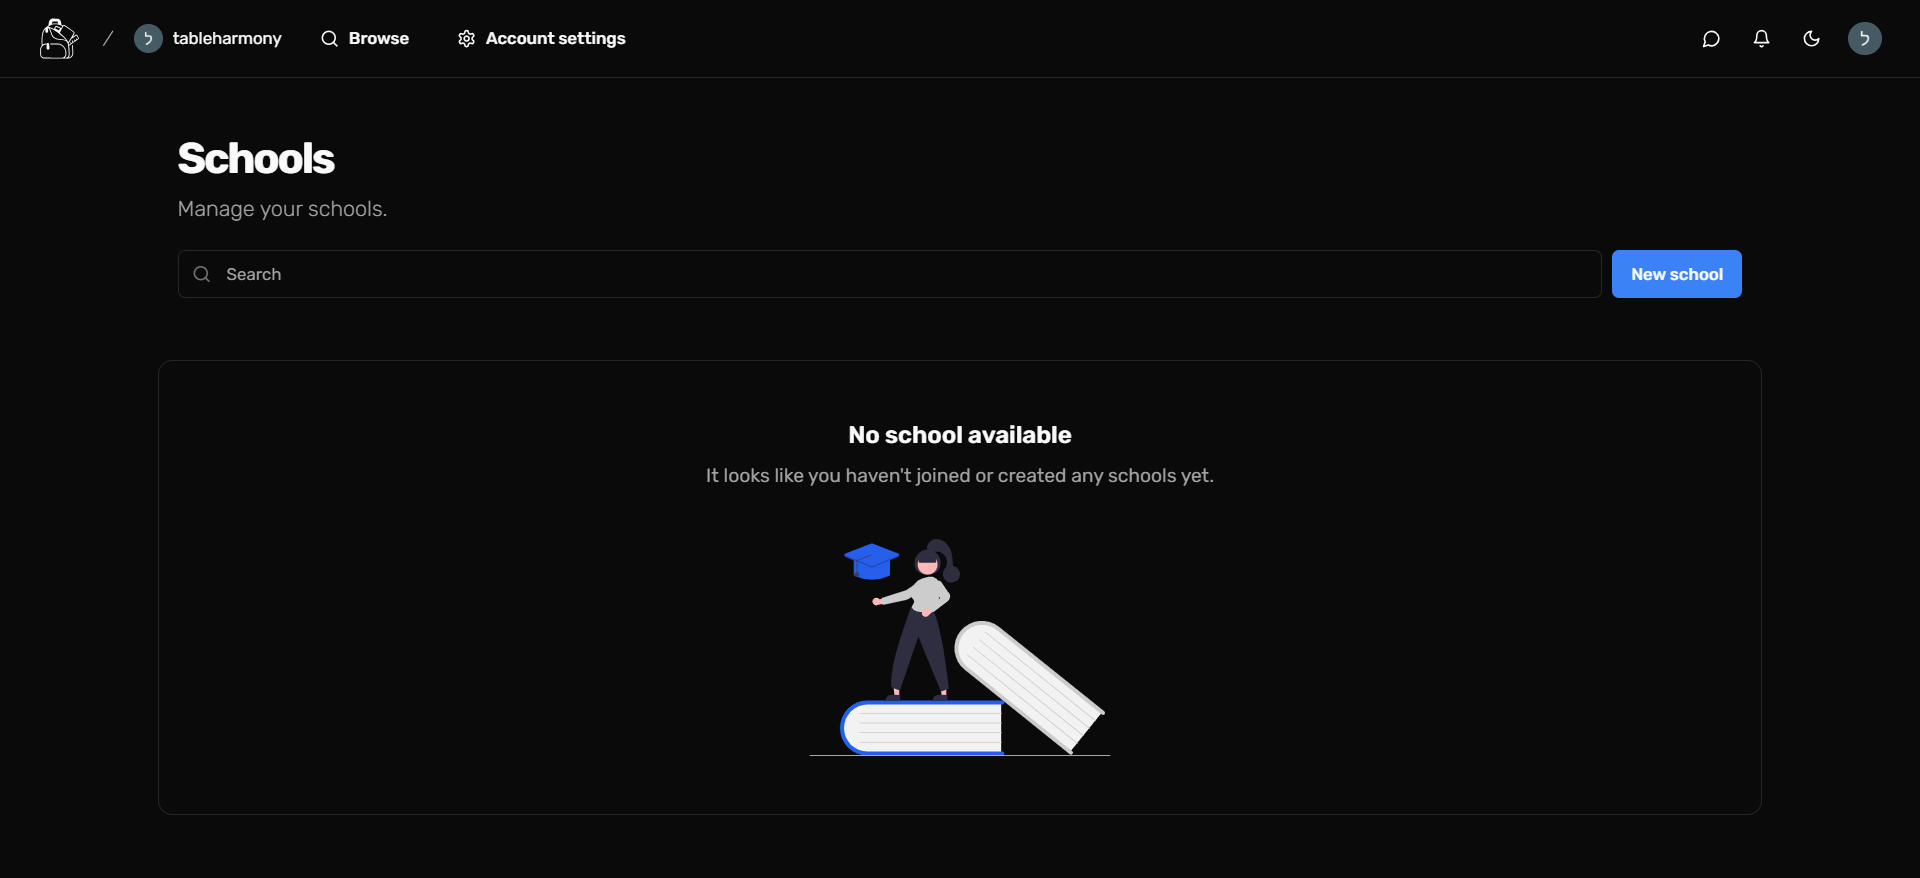 / ל tableharmony Browse Account settings ל
Schools
Manage your schools.
Search New school
No school available
It looks like you haven't joined or created any schools yet.